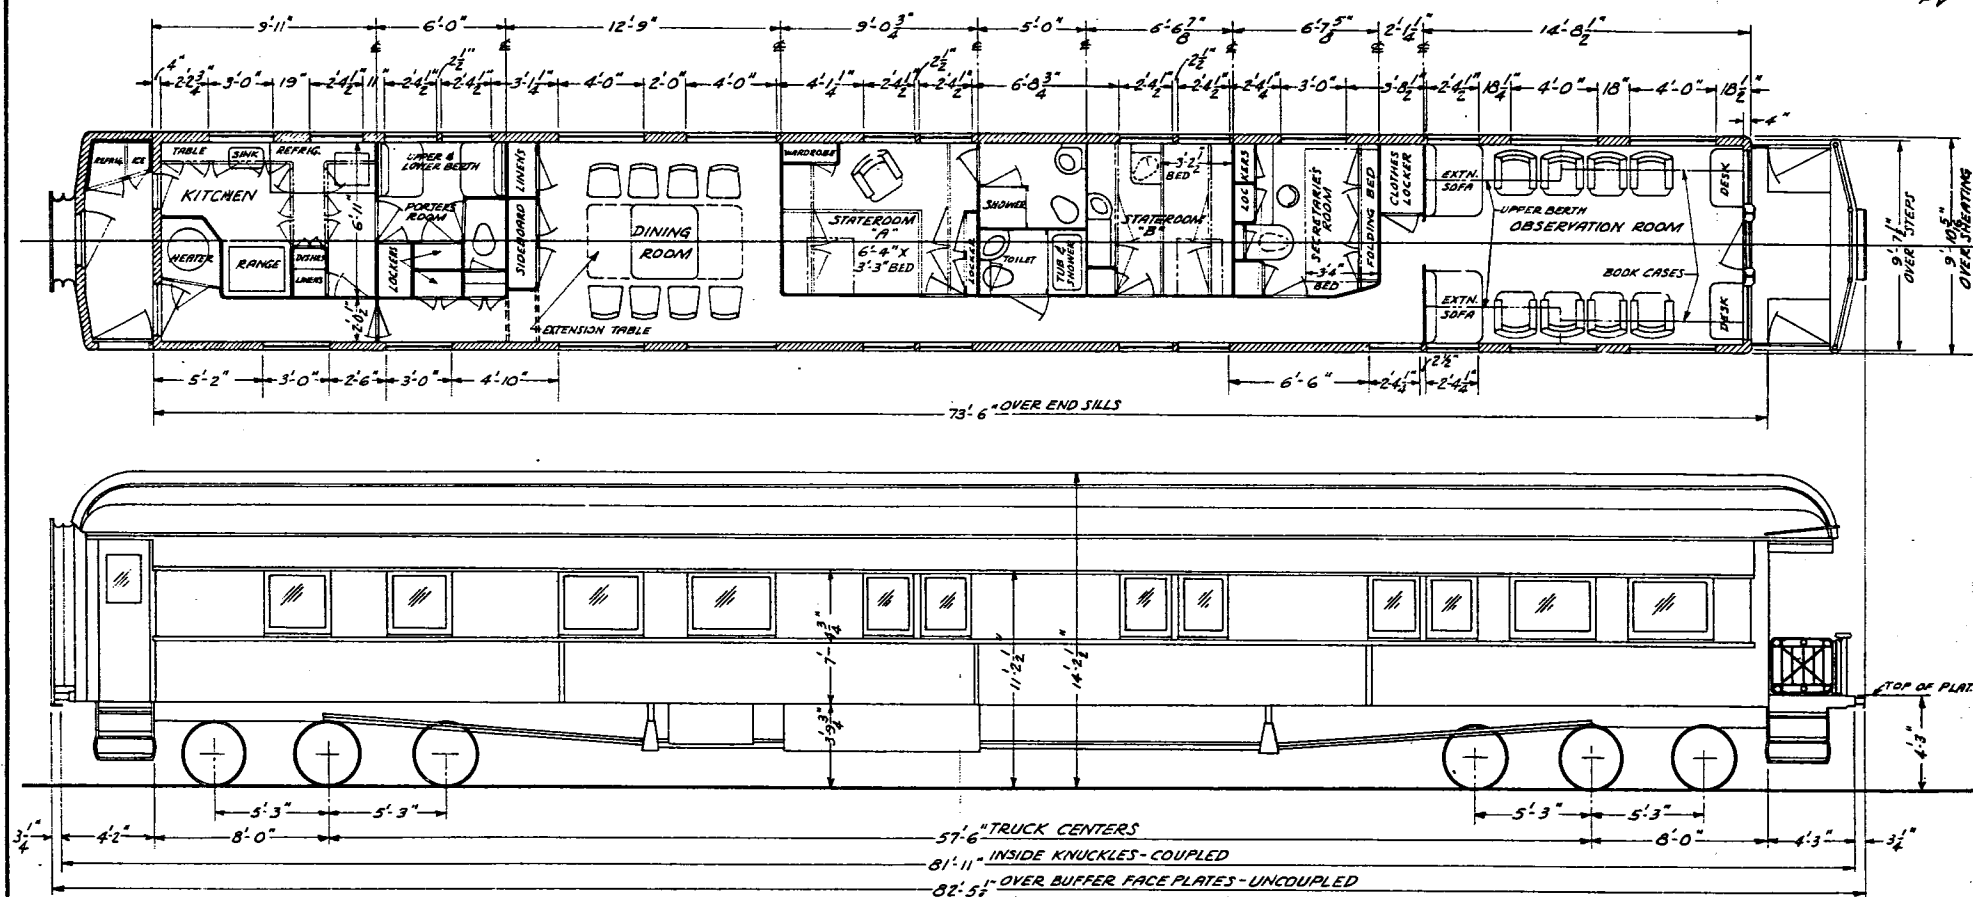 9'-11" 6'-0" 12'-9" 9'-0 3/4" 5'-0" 6'-6 7/8" 6'-7 5/8" 2'-1 1/4" 14'-8 1/2"
4" 2'-2 3/4" 3'-0" 19" 2'-4 1/2" 11" 2'-4 1/2" 2 1/2" 2'-4 1/2" 3'-1 1/4" 4'-0" 2'-0" 4'-0" 4'-1 1/4" 2'-4 1/2" 2 1/2" 2'-4 1/2" 6'-8 3/4" 2'-4 1/2" 2 1/2" 2'-4 1/2" 2'-4 1/4" 3'-0" 3'-8 1/2" 2'-4 1/2" 18 1/4" 4'-0" 18" 4'-0" 18 1/2"
4"
REFRIG. ICE
TABLE
SINK
REFRIG.
KITCHEN
HEATER
RANGE
DISHES
LINENS
6'-11"
2'-0 1/2"
UPPER & LOWER BERTH
PORTERS ROOM
LOCKERS
LINENS
SIDEBOARD
DINING ROOM
EXTENSION TABLE
WARDROBE
STATEROOM
"A"
6'-4" X
3'-3" BED
LOCKER
SHOWER
TOILET
TUB & SHOWER
3'-2 1/2"
BED
STATEROOM
"B"
LOCKERS
SECRETARIES ROOM
FOLDING BED
3'-4"
BED
CLOTHES LOCKER
EXTN. SOFA
UPPER BERTH
OBSERVATION ROOM
BOOK CASES
EXTN. SOFA
DESK
DESK
9'-7 1/2" OVER STEPS
9'-10 5/16" OVER SHEATING
5'-2" 3'-0" 2'-6" 3'-0" 4'-10" 6'-6" 2'-4 1/4" 2 1/2" 2'-4 1/4"
73'-6" OVER END SILLS
7'-4 3/4"
3'-9 3/4"
11'-2 1/2"
14'-2 1/2"
TOP OF PLAT.
4'-3"
5'-3" 5'-3" 5'-3" 5'-3"
3 1/4" 4'-2" 8'-0" 57'-6" TRUCK CENTERS 8'-0" 4'-3" 3 1/4"
81'-11" INSIDE KNUCKLES-COUPLED
82'-5 1/2" OVER BUFFER FACE PLATES-UNCOUPLED